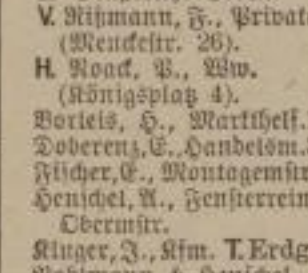 V. Nißmann, F., Privat
(Menckestr. 26).
H. Noack, P., Ww.
(Königsplatz 4).
Borleis, H., Markthelf.
Doberenz, E., Handelsm.
Fischer, E., Montagemstr
Henschel, A., Fensterrein
Obermstr.
Kluger, J., Kfm. T. Erdg